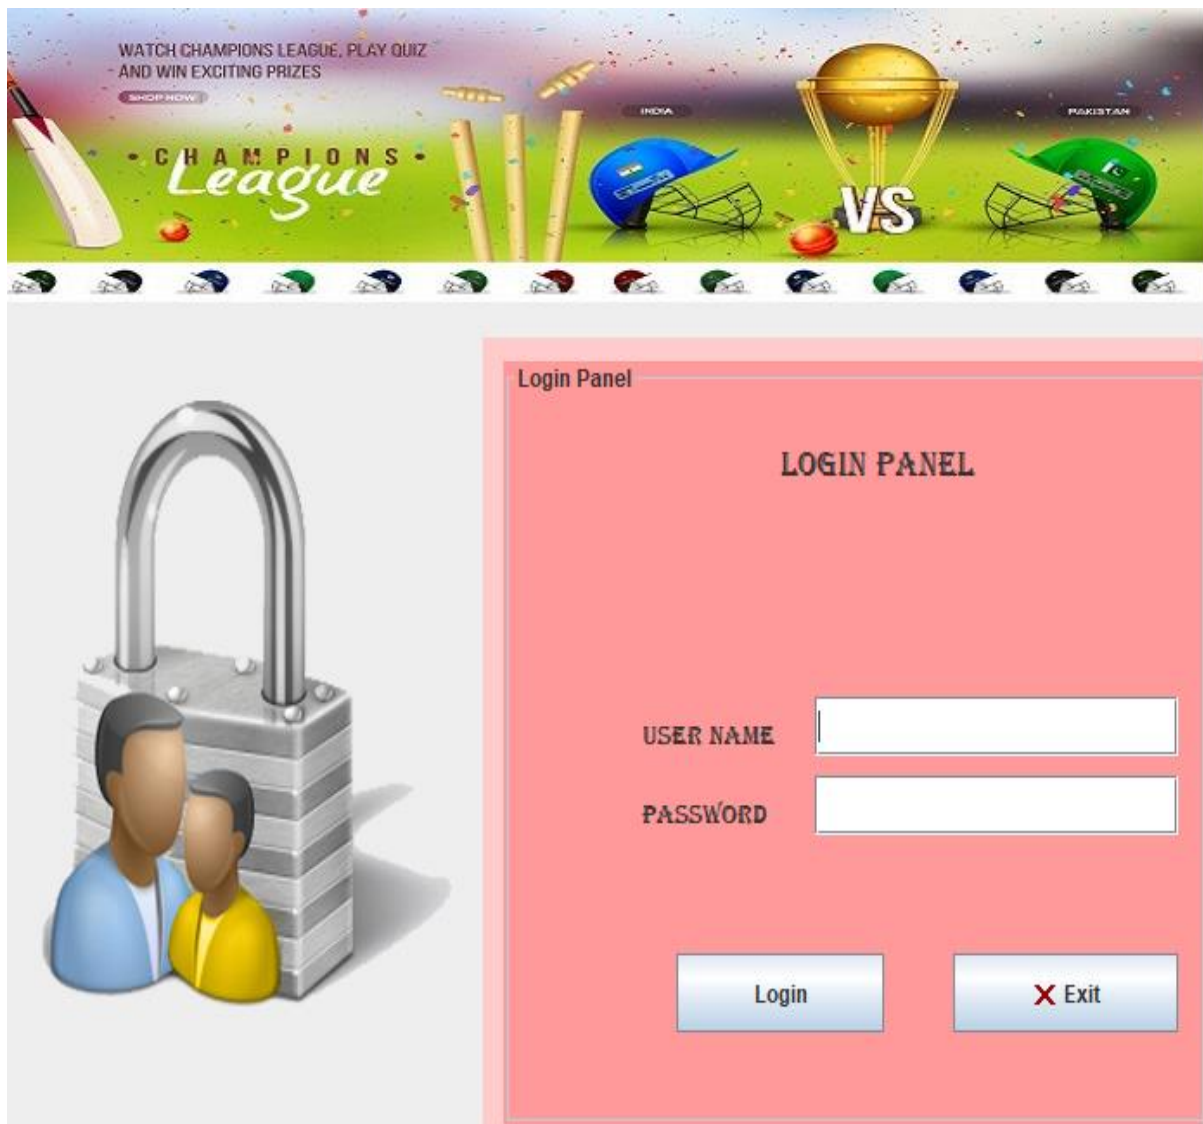 WATCH CHAMPIONS LEAGUE, PLAY QUIZ
AND WIN EXCITING PRIZES
SHOP NOW
• CHAMPIONS •
League
INDIA
VS
PAKISTAN
Login Panel
LOGIN PANEL
USER NAME
PASSWORD
Login
X Exit